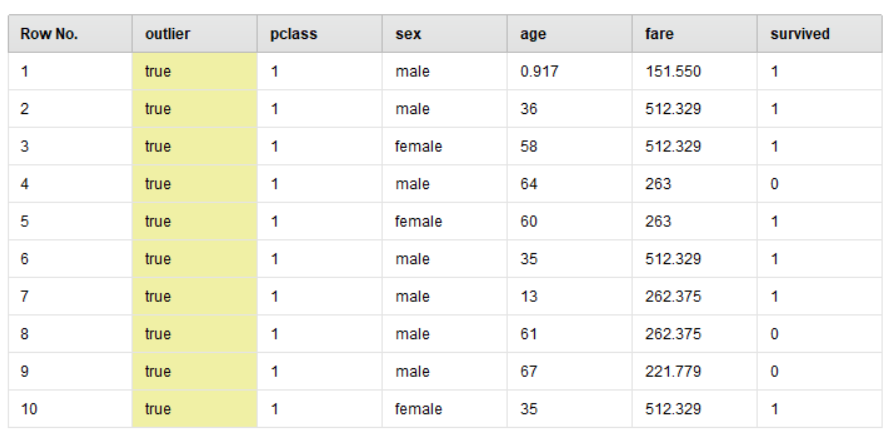 Row No. outlier pclass sex age fare survived
1 true 1 male 0.917 151.550 1
2 true 1 male 36 512.329 1
3 true 1 female 58 512.329 1
4 true 1 male 64 263 0
5 true 1 female 60 263 1
6 true 1 male 35 512.329 1
7 true 1 male 13 262.375 1
8 true 1 male 61 262.375 0
9 true 1 male 67 221.779 0
10 true 1 female 35 512.329 1